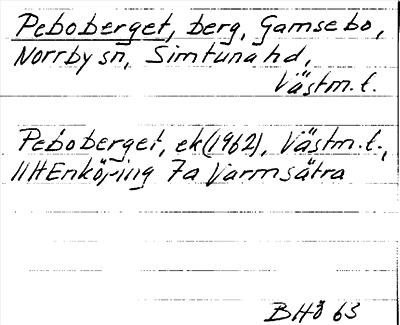 Peboberget, berg, Gamsebo,
Norrby sn, Simtuna hd,
Västm. l.
Peboberget, ek (1962), Västm. l.,
11H Enköping 7a Varmsätra
BHö 63